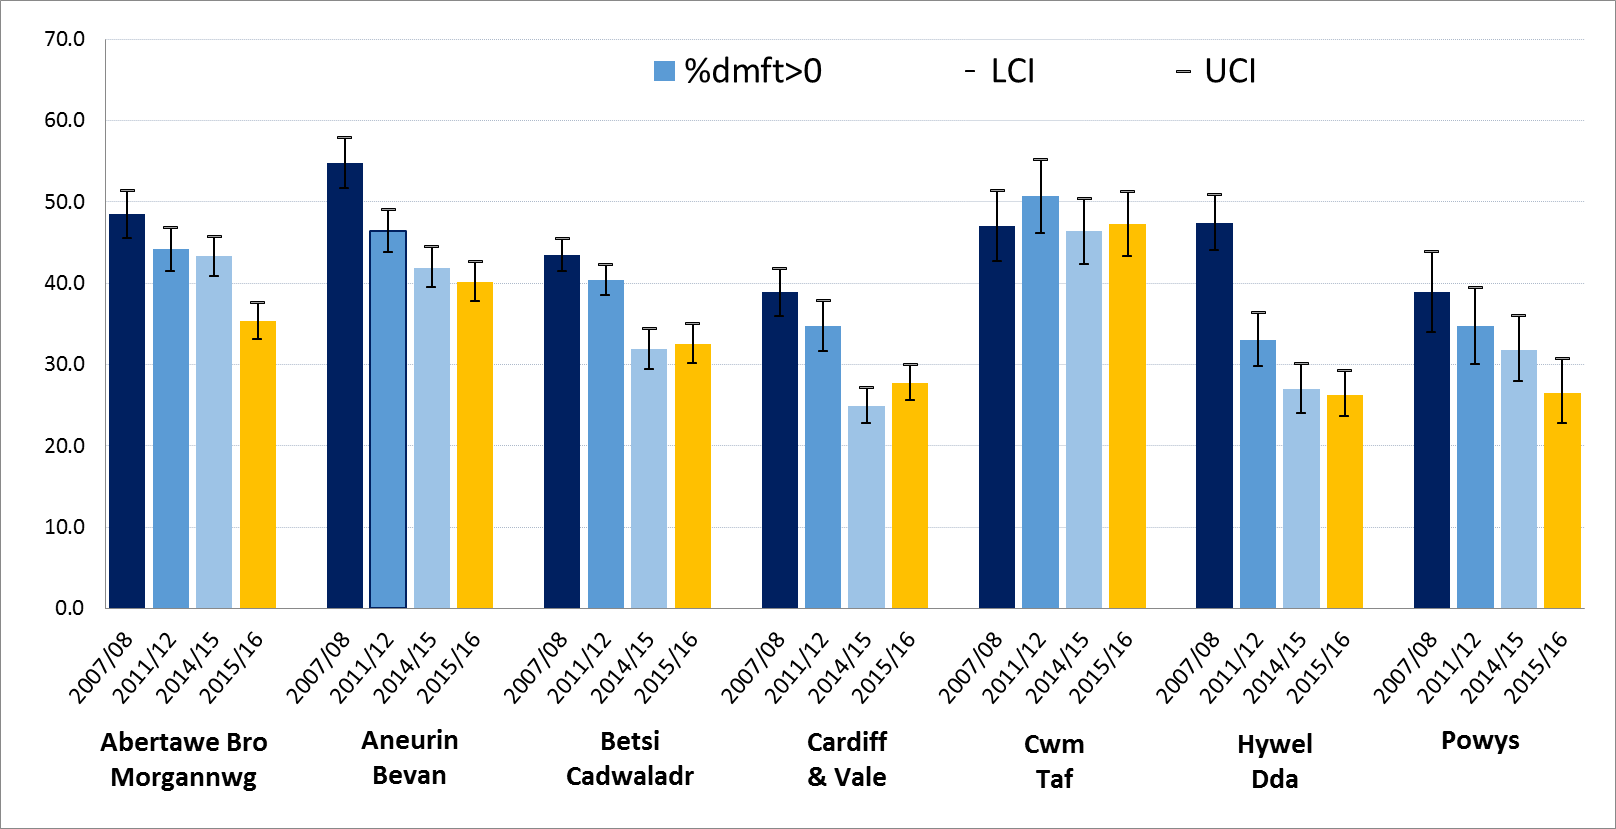 70.0
60.0
50.0
40.0
30.0
20.0
10.0
0.0
%dmft>0 LCI UCI
2007/08 2011/12 2014/15 2015/16 2007/08 2011/12 2014/15 2015/16 2007/08 2011/12 2014/15 2015/16 2007/08 2011/12 2014/15 2015/16 2007/08 2011/12 2014/15 2015/16 2007/08 2011/12 2014/15 2015/16 2007/08 2011/12 2014/15 2015/16
Abertawe Bro
Morgannwg
Aneurin
Bevan
Betsi
Cadwaladr
Cardiff
& Vale
Cwm
Taf
Hywel
Dda
Powys